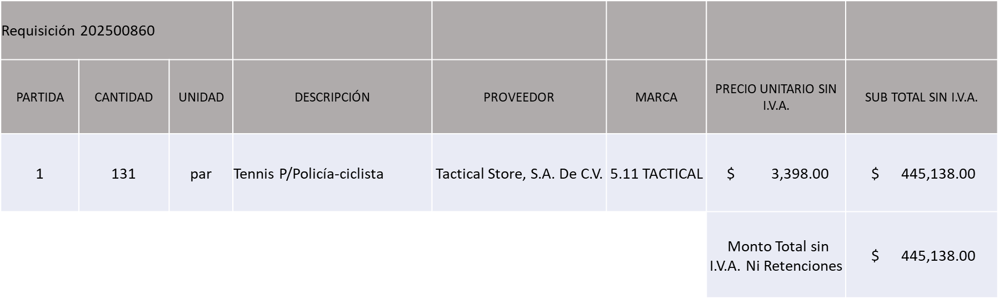 Requisición 202500860
PARTIDA CANTIDAD UNIDAD DESCRIPCIÓN PROVEEDOR MARCA PRECIO UNITARIO SIN I.V.A. SUB TOTAL SIN I.V.A.
1 131 par Tennis P/Policía-ciclista Tactical Store, S.A. De C.V. 5.11 TACTICAL $ 3,398.00 $ 445,138.00
Monto Total sin I.V.A. Ni Retenciones $ 445,138.00